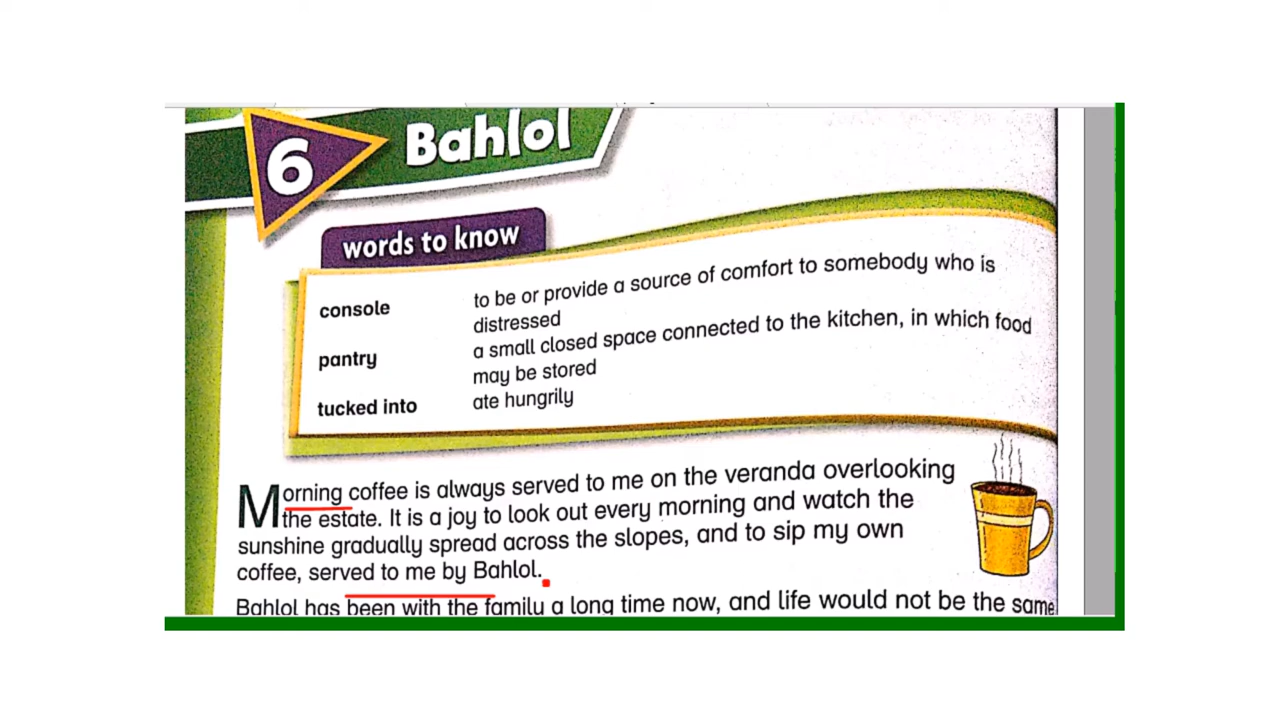 6
Bahlol
words to know
console to be or provide a source of comfort to somebody who is
distressed
pantry a small closed space connected to the kitchen, in which food
may be stored
tucked into ate hungrily
Morning coffee is always served to me on the veranda overlooking
the estate. It is a joy to look out every morning and watch the
sunshine gradually spread across the slopes, and to sip my own
coffee, served to me by Bahlol.
Bahlol has been with the family a long time now, and life would not be the same